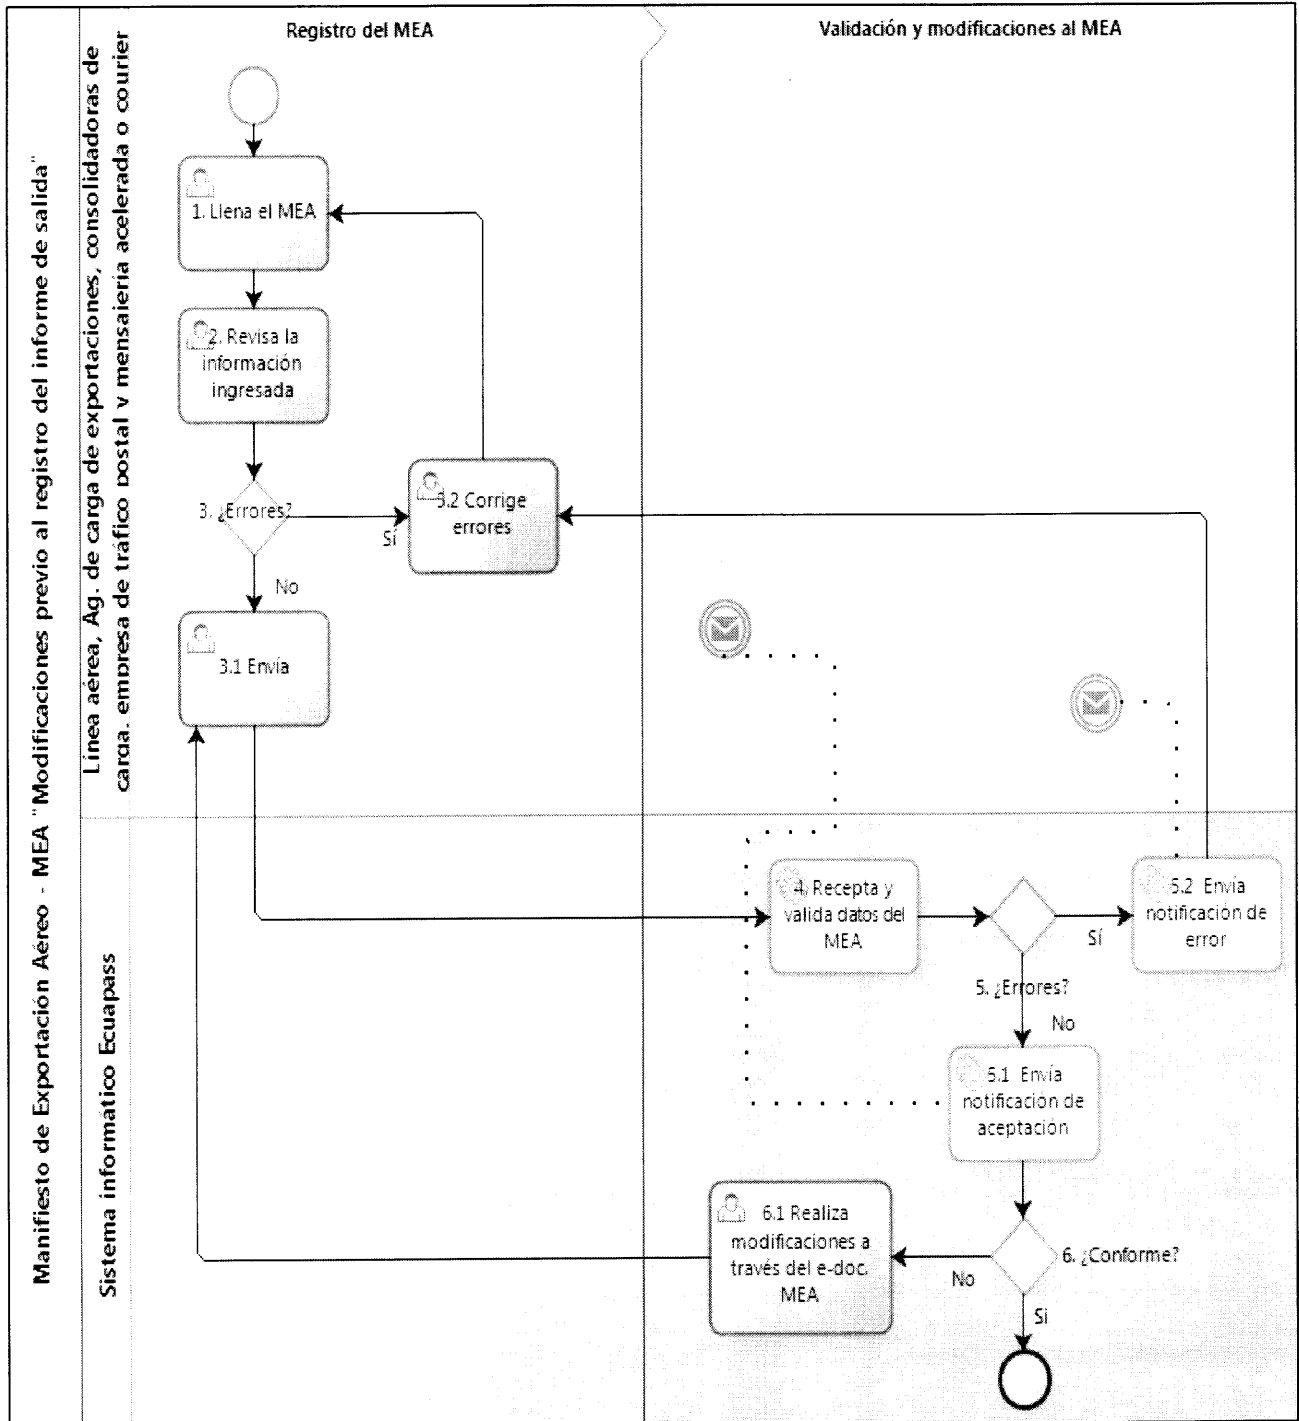 Manifiesto de Exportación Aéreo - MEA "Modificaciones previo al registro del informe de salida"
Línea aérea, Ag. de carga de exportaciones, consolidadoras de
carga, empresa de tráfico postal y mensajería acelerada o courier
Sistema informático Ecuapass
Registro del MEA
Validación y modificaciones al MEA
1. Llena el MEA
2. Revisa la
información
ingresada
3. ¿Errores?
Sí
No
3.2 Corrige
errores
3.1 Envía
4. Recepta y
valida datos del
MEA
5. ¿Errores?
Sí
No
5.2 Envía
notificación de
error
5.1 Envía
notificación de
aceptación
6. ¿Conforme?
No
Si
6.1 Realiza
modificaciones a
través del e-doc.
MEA